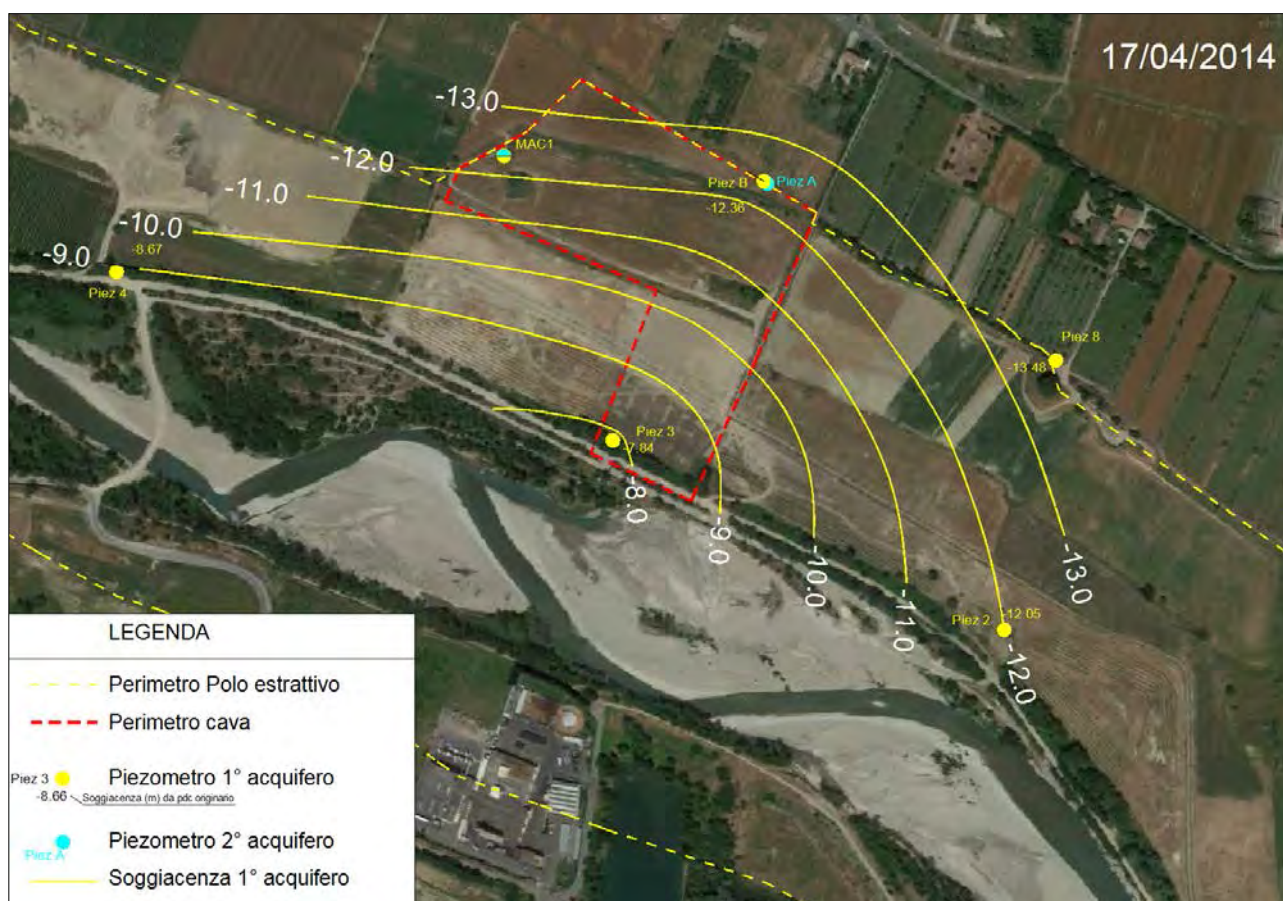 17/04/2014
-13.0
MAC1
-12.0
Piez B
Piez A
-12.36
-11.0
-10.0
-8.67
-9.0
Piez 4
Piez 8
-13 48
Piez 3
-7.84
-8.0
-9.0
-10.0
-11.0
-13.0
Piez 2
-12 05
-12.0
LEGENDA
Perimetro Polo estrattivo
Perimetro cava
Piez 3
Piezometro 1° acquifero
-8.66
Soggiacenza (m) da pdc originario
Piezometro 2° acquifero
Piez A
Soggiacenza 1° acquifero